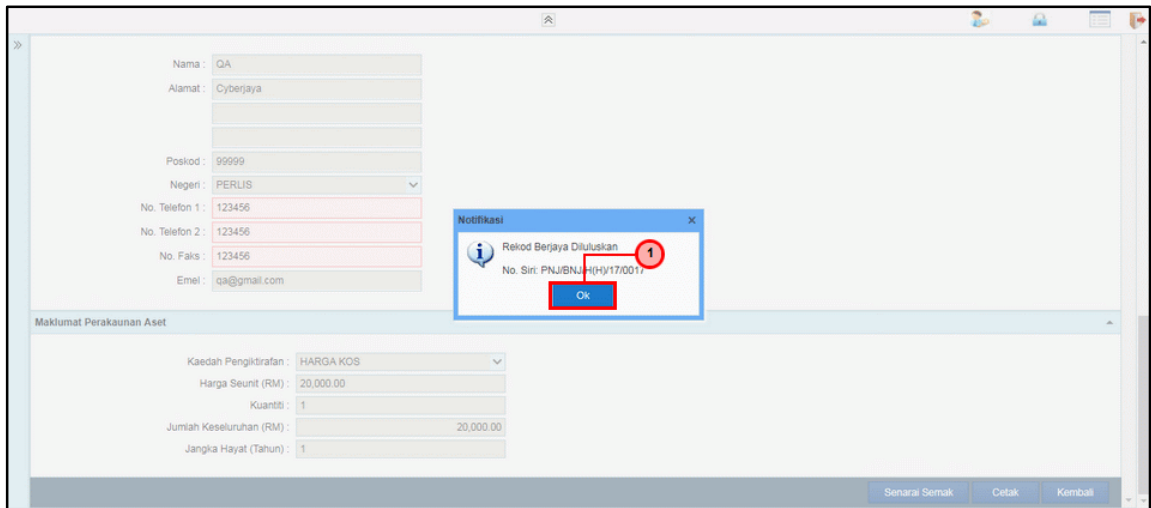 Nama : QA
Alamat : Cyberjaya
Poskod : 99999
Negeri : PERLIS
No. Telefon 1 : 123456
No. Telefon 2 : 123456
No. Faks : 123456
Emel : qa@gmail.com
Notifikasi x
Rekod Berjaya Diluluskan
1
No. Siri: PNJ/BNJ/H(H)/17/0017
Ok
Maklumat Perakaunan Aset
Kaedah Pengiktirafan : HARGA KOS
Harga Seunit (RM) : 20,000.00
Kuantiti : 1
Jumlah Keseluruhan (RM) : 20,000.00
Jangka Hayat (Tahun) : 1
Senarai Semak Cetak Kembali